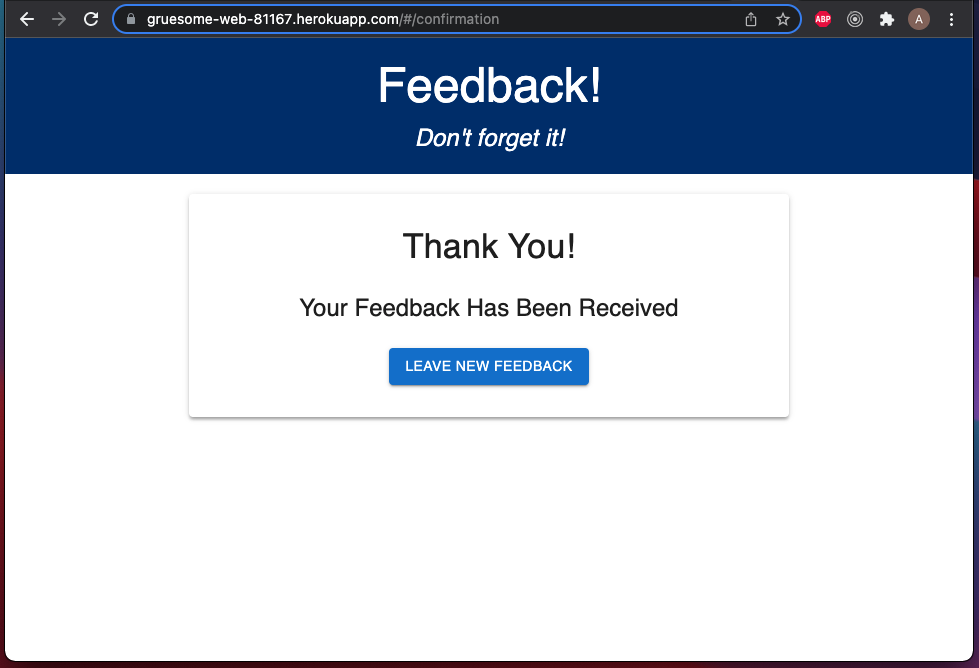 gruesome-web-81167.herokuapp.com/#/confirmation
ABP
A
Feedback!
Don't forget it!
Thank You!
Your Feedback Has Been Received
LEAVE NEW FEEDBACK